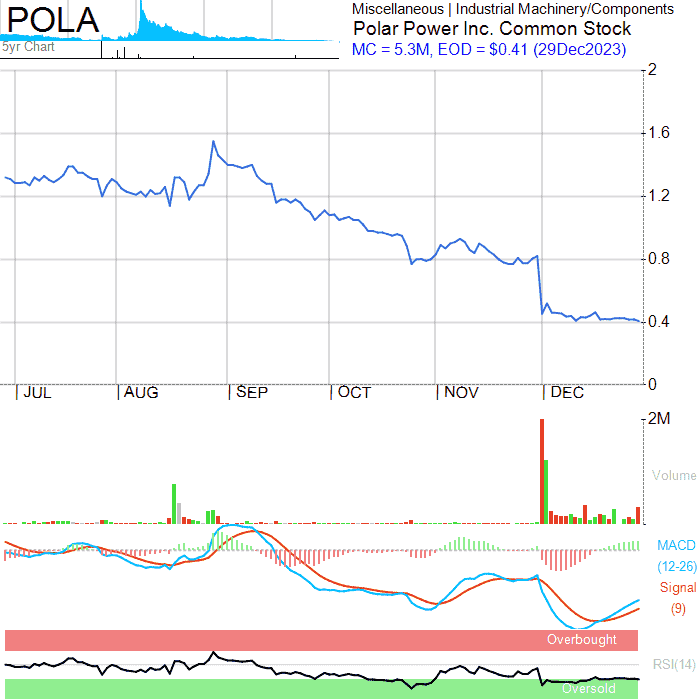 POLA
5yr Chart
Miscellaneous | Industrial Machinery/Components
Polar Power Inc. Common Stock
MC = 5.3M, EOD = $0.41 (29Dec2023)
2
1.6
1.2
0.8
0.4
0
JUL AUG SEP OCT NOV DEC
2M
Volume
MACD
(12-26)
Signal
(9)
Overbought
RSI(14)
Oversold